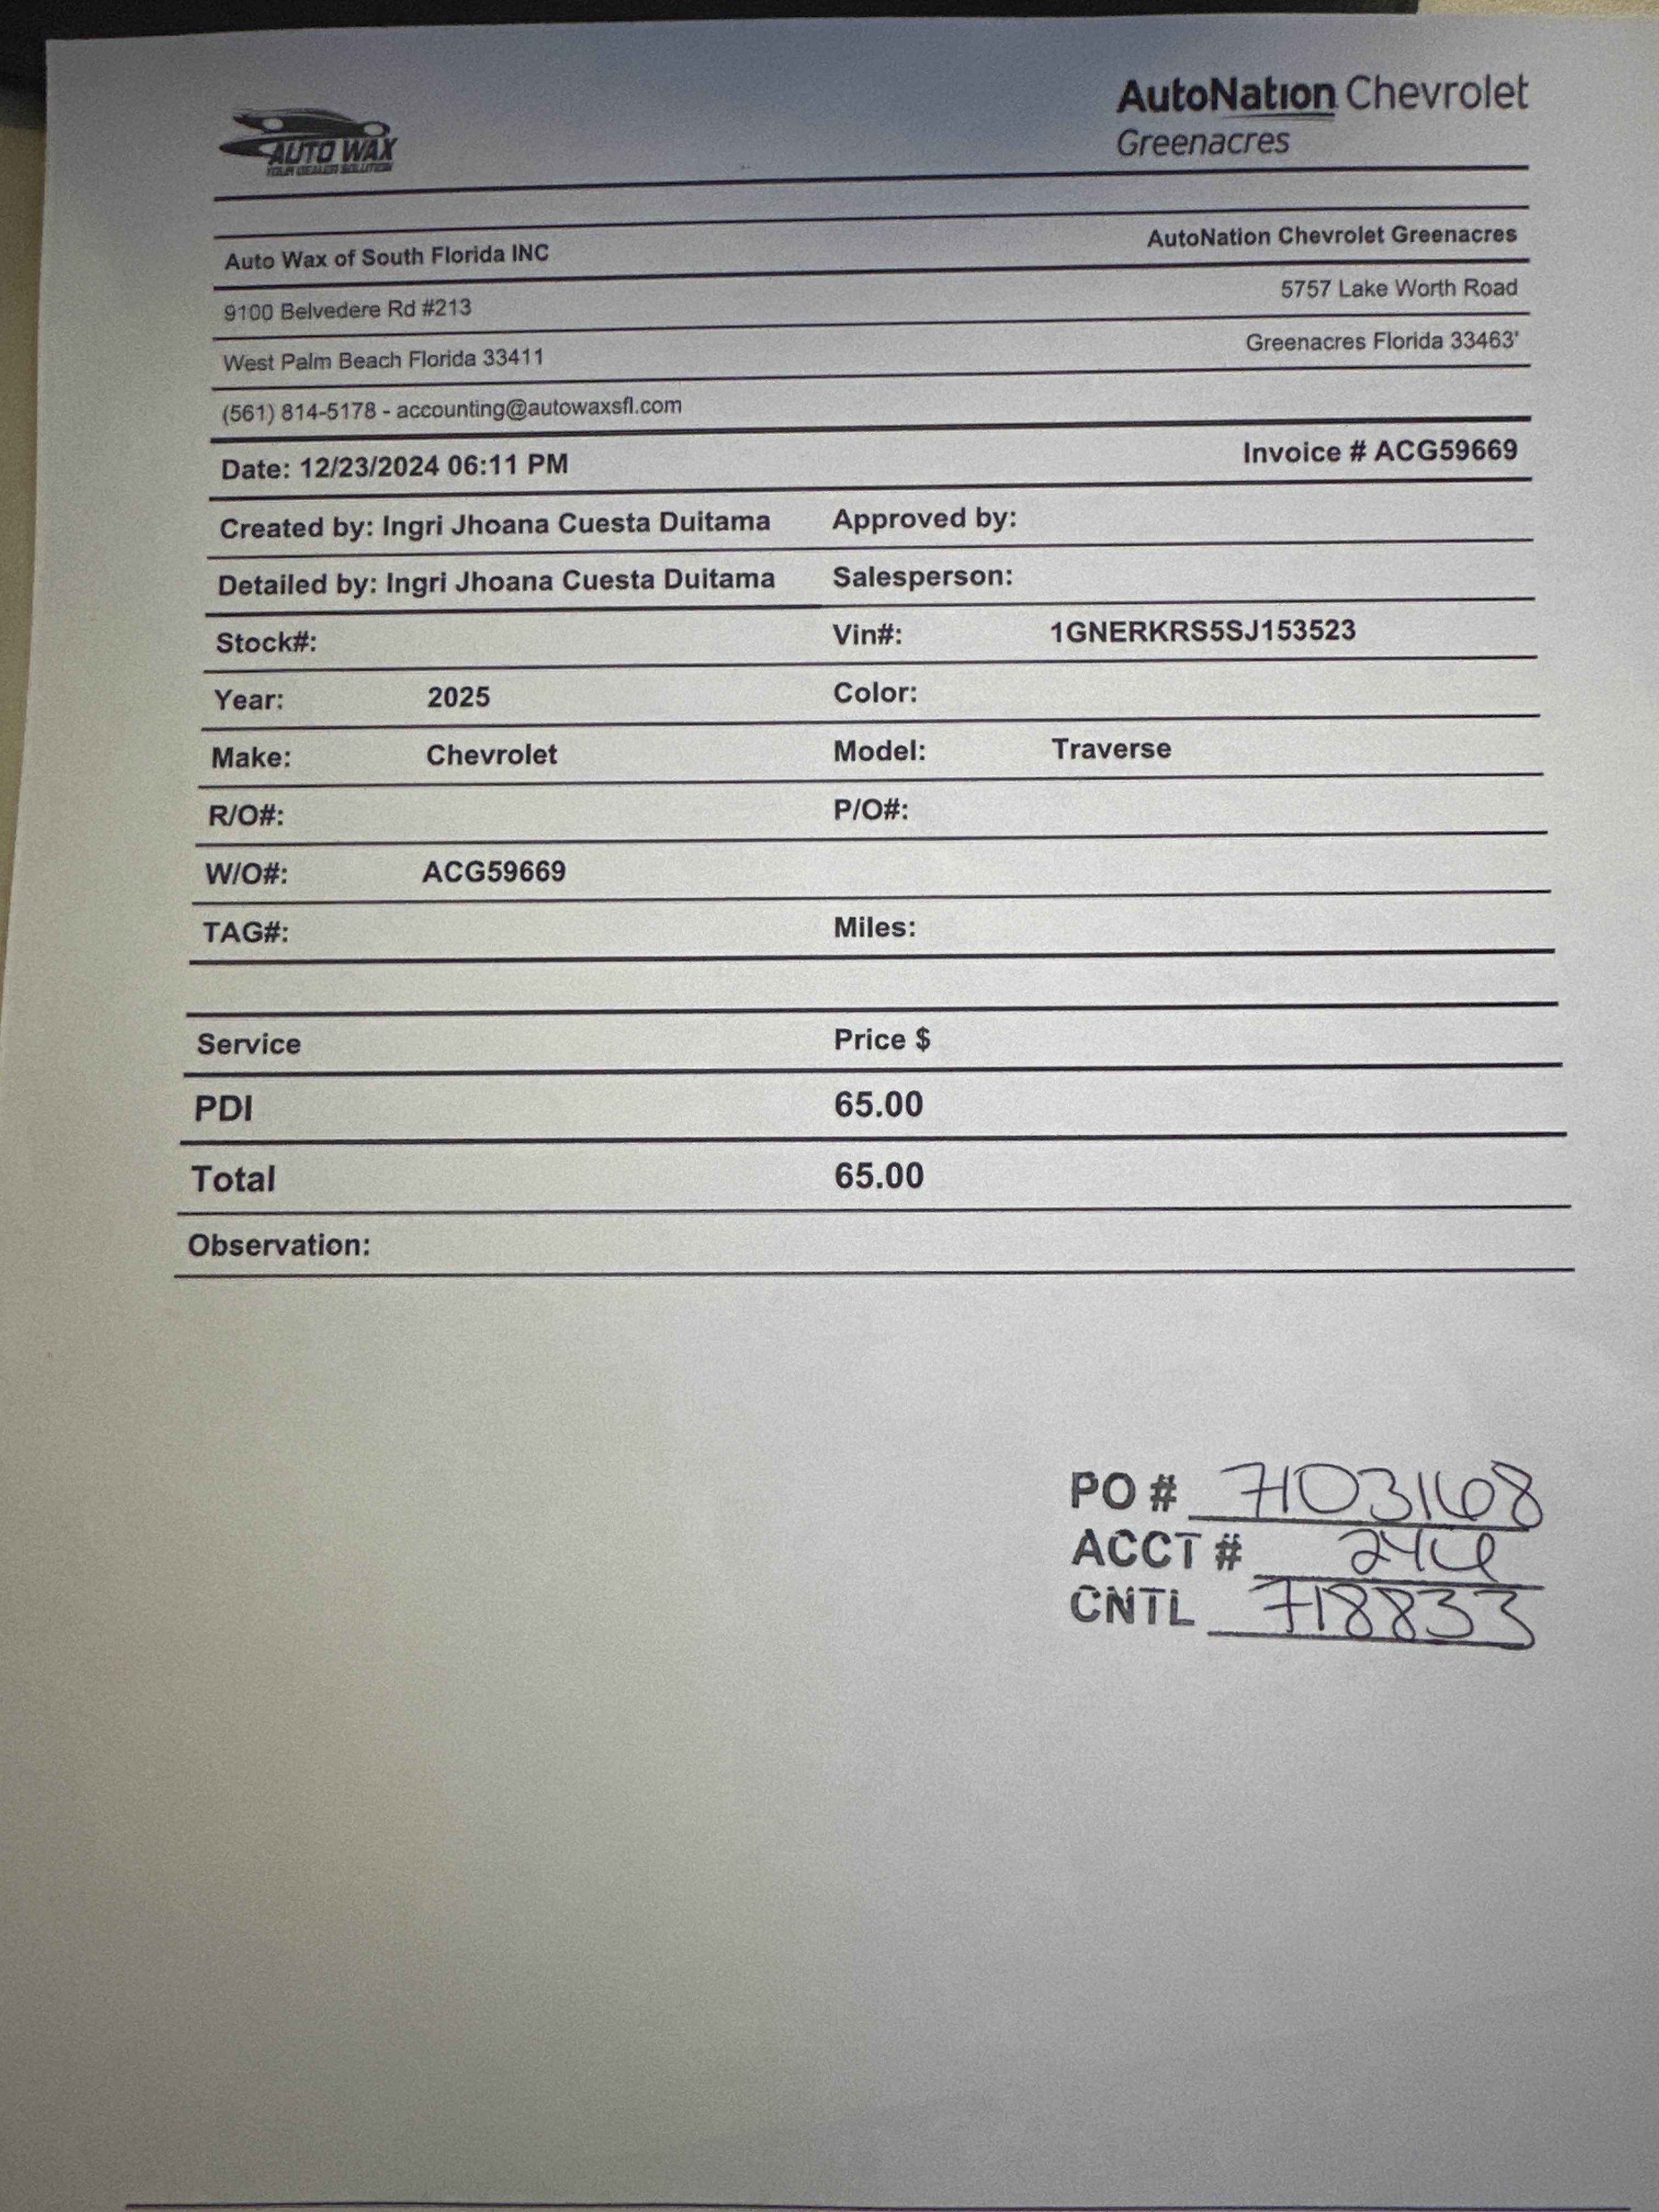 AUTO WAX
YOUR DEALER SOLUTION
AutoNation Chevrolet
Greenacres
Auto Wax of South Florida INC
AutoNation Chevrolet Greenacres
9100 Belvedere Rd #213
5757 Lake Worth Road
West Palm Beach Florida 33411
Greenacres Florida 33463'
(561) 814-5178 - accounting@autowaxsfl.com
Date: 12/23/2024 06:11 PM
Invoice # ACG59669
Created by: Ingri Jhoana Cuesta Duitama Approved by:
Detailed by: Ingri Jhoana Cuesta Duitama Salesperson:
Stock#: Vin#: 1GNERKRS5SJ153523
Year: 2025 Color:
Make: Chevrolet Model: Traverse
R/O#: P/O#:
W/O#: ACG59669
TAG#: Miles:
Service Price $
PDI 65.00
Total 65.00
Observation:
PO # 7103168
ACCT #
CNTL 718833